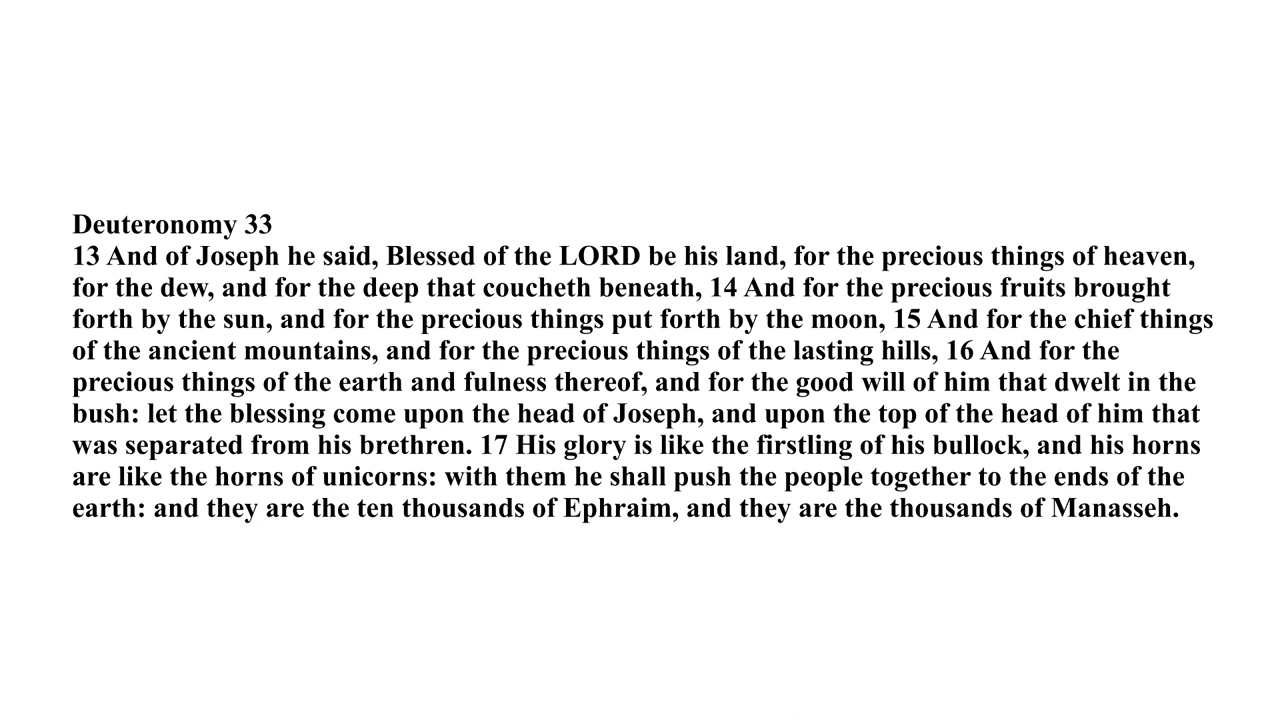 Deuteronomy 33
13 And of Joseph he said, Blessed of the LORD be his land, for the precious things of heaven,
for the dew, and for the deep that coucheth beneath, 14 And for the precious fruits brought
forth by the sun, and for the precious things put forth by the moon, 15 And for the chief things
of the ancient mountains, and for the precious things of the lasting hills, 16 And for the
precious things of the earth and fulness thereof, and for the good will of him that dwelt in the
bush: let the blessing come upon the head of Joseph, and upon the top of the head of him that
was separated from his brethren. 17 His glory is like the firstling of his bullock, and his horns
are like the horns of unicorns: with them he shall push the people together to the ends of the
earth: and they are the ten thousands of Ephraim, and they are the thousands of Manasseh.